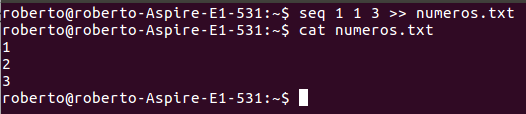 roberto@roberto-Aspire-E1-531:~$ seq 1 1 3 >> numeros.txt
roberto@roberto-Aspire-E1-531:~$ cat numeros.txt
1
2
3
roberto@roberto-Aspire-E1-531:~$